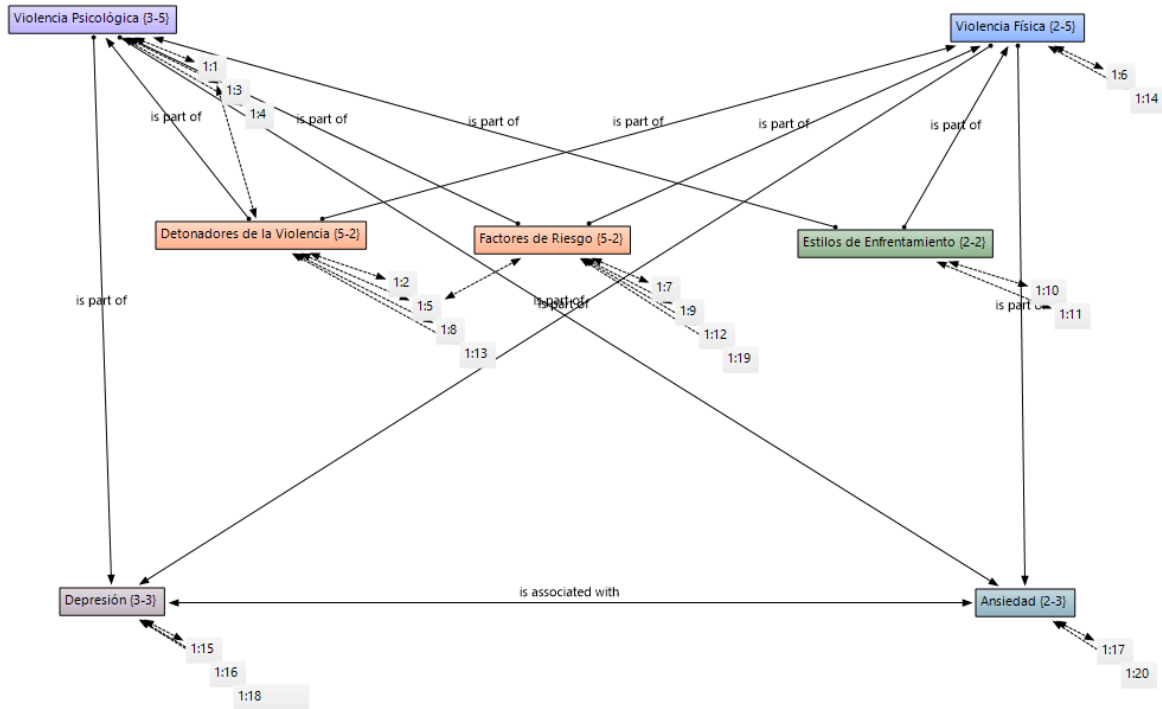 Violencia Psicológica {3-5}
Violencia Física {2-5}
1:1
1:3
1:4
1:6
1:14
is part of
is part of
is part of
is part of
is part of
is part of
Detonadores de la Violencia {5-2}
Factores de Riesgo {5-2}
Estilos de Enfrentamiento {2-2}
1:2
1:5
1:8
1:13
1:7
1:9
1:12
1:19
1:10
1:11
is part of
is part of
is part of
is part of
Depresión {3-3}
is associated with
Ansiedad {2-3}
1:15
1:16
1:18
1:17
1:20